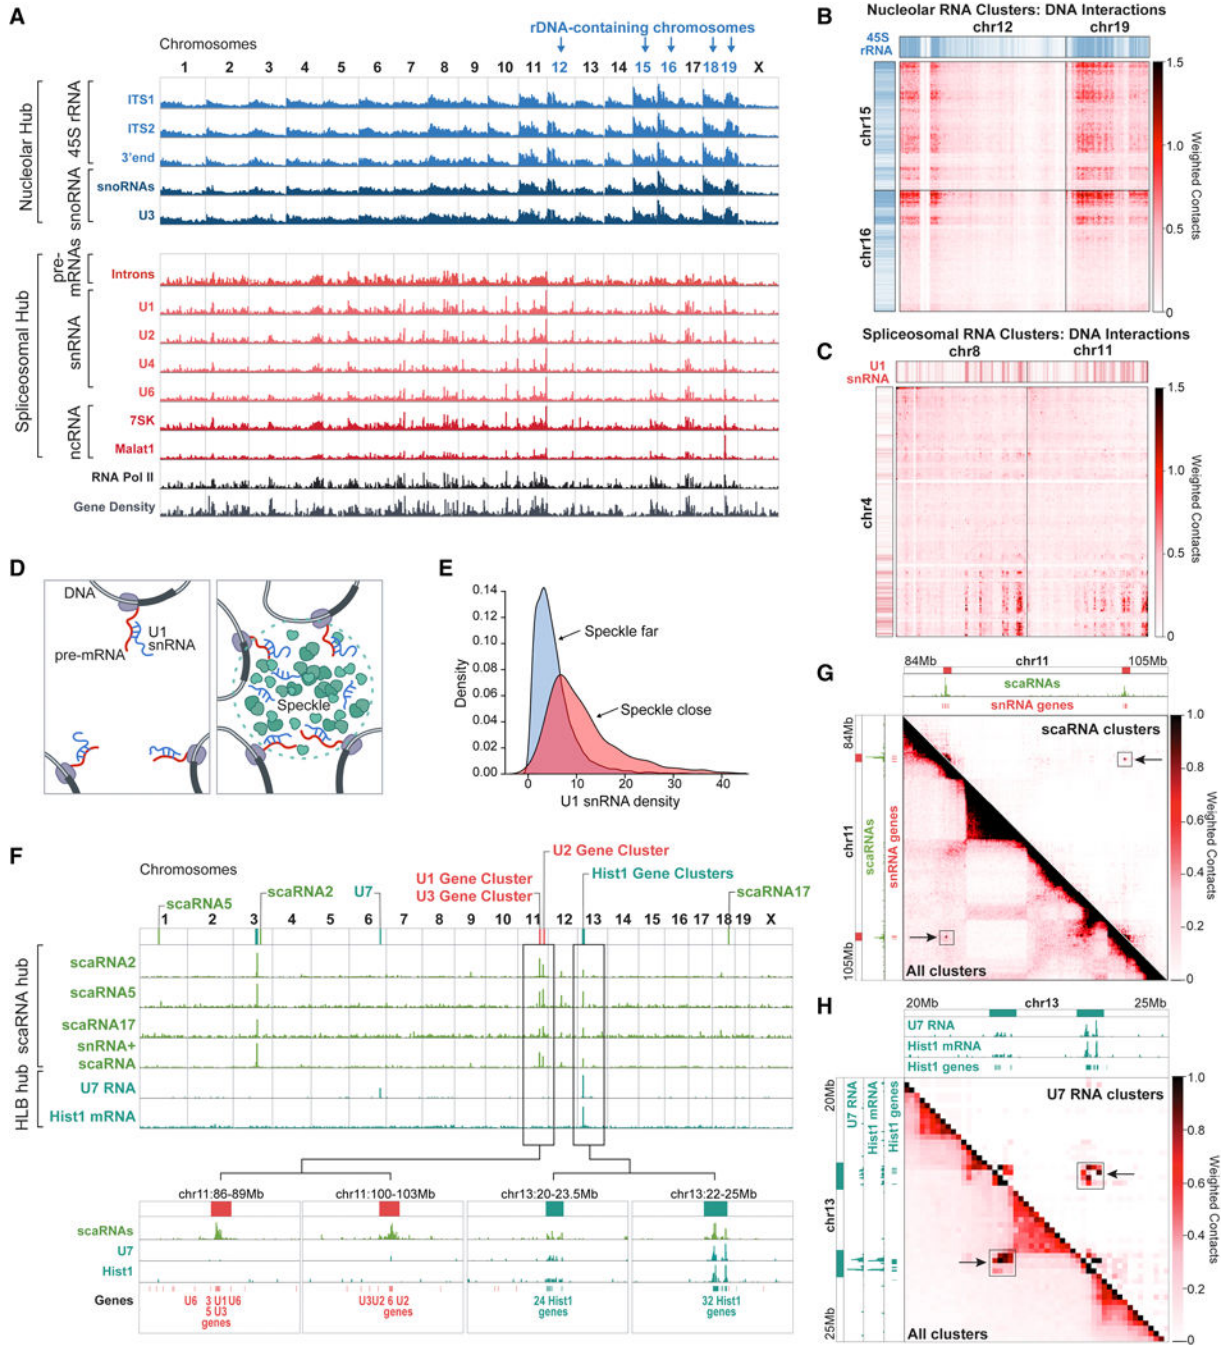 A
rDNA-containing chromosomes
Chromosomes
1 2 3 4 5 6 7 8 9 10 11 12 13 14 15 16 17 18 19 X
Nucleolar Hub
45S rRNA
ITS1
ITS2
3'end
snoRNA
snoRNAs
U3
Spliceosomal Hub
pre-
mRNAs
Introns
snRNA
U1
U2
U4
U6
ncRNA
7SK
Malat1
RNA Pol II
Gene Density
B
Nucleolar RNA Clusters: DNA Interactions
chr12 chr19
45S
rRNA
chr15
chr16
1.5
1.0
0.5
0
Weighted Contacts
C
Spliceosomal RNA Clusters: DNA Interactions
chr8 chr11
U1
snRNA
chr4
1.5
1.0
0.5
0
Weighted Contacts
D
DNA
U1
snRNA
pre-mRNA
Speckle
E
Density
0.14
0.12
0.10
0.08
0.06
0.04
0.02
0.00
Speckle far
Speckle close
0 10 20 30 40
U1 snRNA density
F
U2 Gene Cluster
Chromosomes
U1 Gene Cluster
Hist1 Gene Clusters
U3 Gene Cluster
scaRNA5
scaRNA2
U7
scaRNA17
1 2 3 4 5 6 7 8 9 10 11 12 13 14 15 16 17 18 19 X
scaRNA hub
scaRNA2
scaRNA5
scaRNA17
snRNA+
scaRNA
HLB hub
U7 RNA
Hist1 mRNA
chr11:86-89Mb
chr11:100-103Mb
chr13:20-23.5Mb
chr13:22-25Mb
scaRNAs
U7
Hist1
Genes
U6 3 U1 U6
5 U3
genes
U3U2 6 U2
genes
24 Hist1
genes
32 Hist1
genes
G
84Mb chr11 105Mb
scaRNAs
snRNA genes
84Mb
chr11
105Mb
scaRNAs
snRNA genes
scaRNA clusters
All clusters
1.0
0.8
0.6
0.4
0.2
0
Weighted Contacts
H
20Mb chr13 25Mb
U7 RNA
Hist1 mRNA
Hist1 genes
20Mb
chr13
25Mb
U7 RNA
Hist1 mRNA
Hist1 genes
U7 RNA clusters
All clusters
1.0
0.8
0.6
0.4
0.2
0
Weighted Contacts